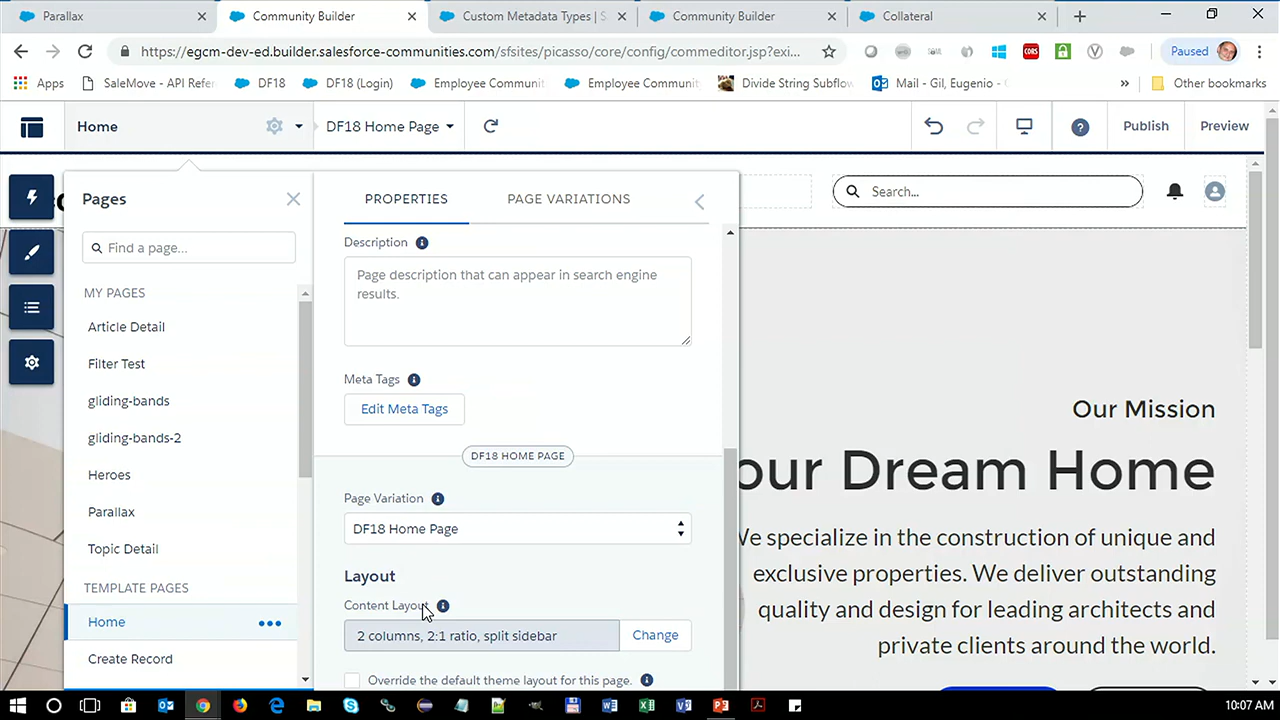 Parallax
Community Builder
Custom Metadata Types | S
Community Builder
Collateral
https://egcm-dev-ed.builder.salesforce-communities.com/sfsites/picasso/core/config/commeditor.jsp?exi...
Paused
Apps
SaleMove - API Refe
DF18
DF18 (Login)
Employee Communi
Employee Communi
Divide String Subflow
Mail - Gil, Eugenio -
Other bookmarks
Home
DF18 Home Page
Publish
Preview
Pages
PROPERTIES
PAGE VARIATIONS
Search...
Find a page...
Description
Page description that can appear in search engine
results.
MY PAGES
Article Detail
Filter Test
gliding-bands
gliding-bands-2
Heroes
Parallax
Topic Detail
TEMPLATE PAGES
Home
Create Record
Meta Tags
Edit Meta Tags
DF18 HOME PAGE
Page Variation
DF18 Home Page
Layout
Content Layout
2 columns, 2:1 ratio, split sidebar
Change
Override the default theme layout for this page.
Our Mission
our Dream Home
We specialize in the construction of unique and
exclusive properties. We deliver outstanding
quality and design for leading architects and
private clients around the world.
10:07 AM